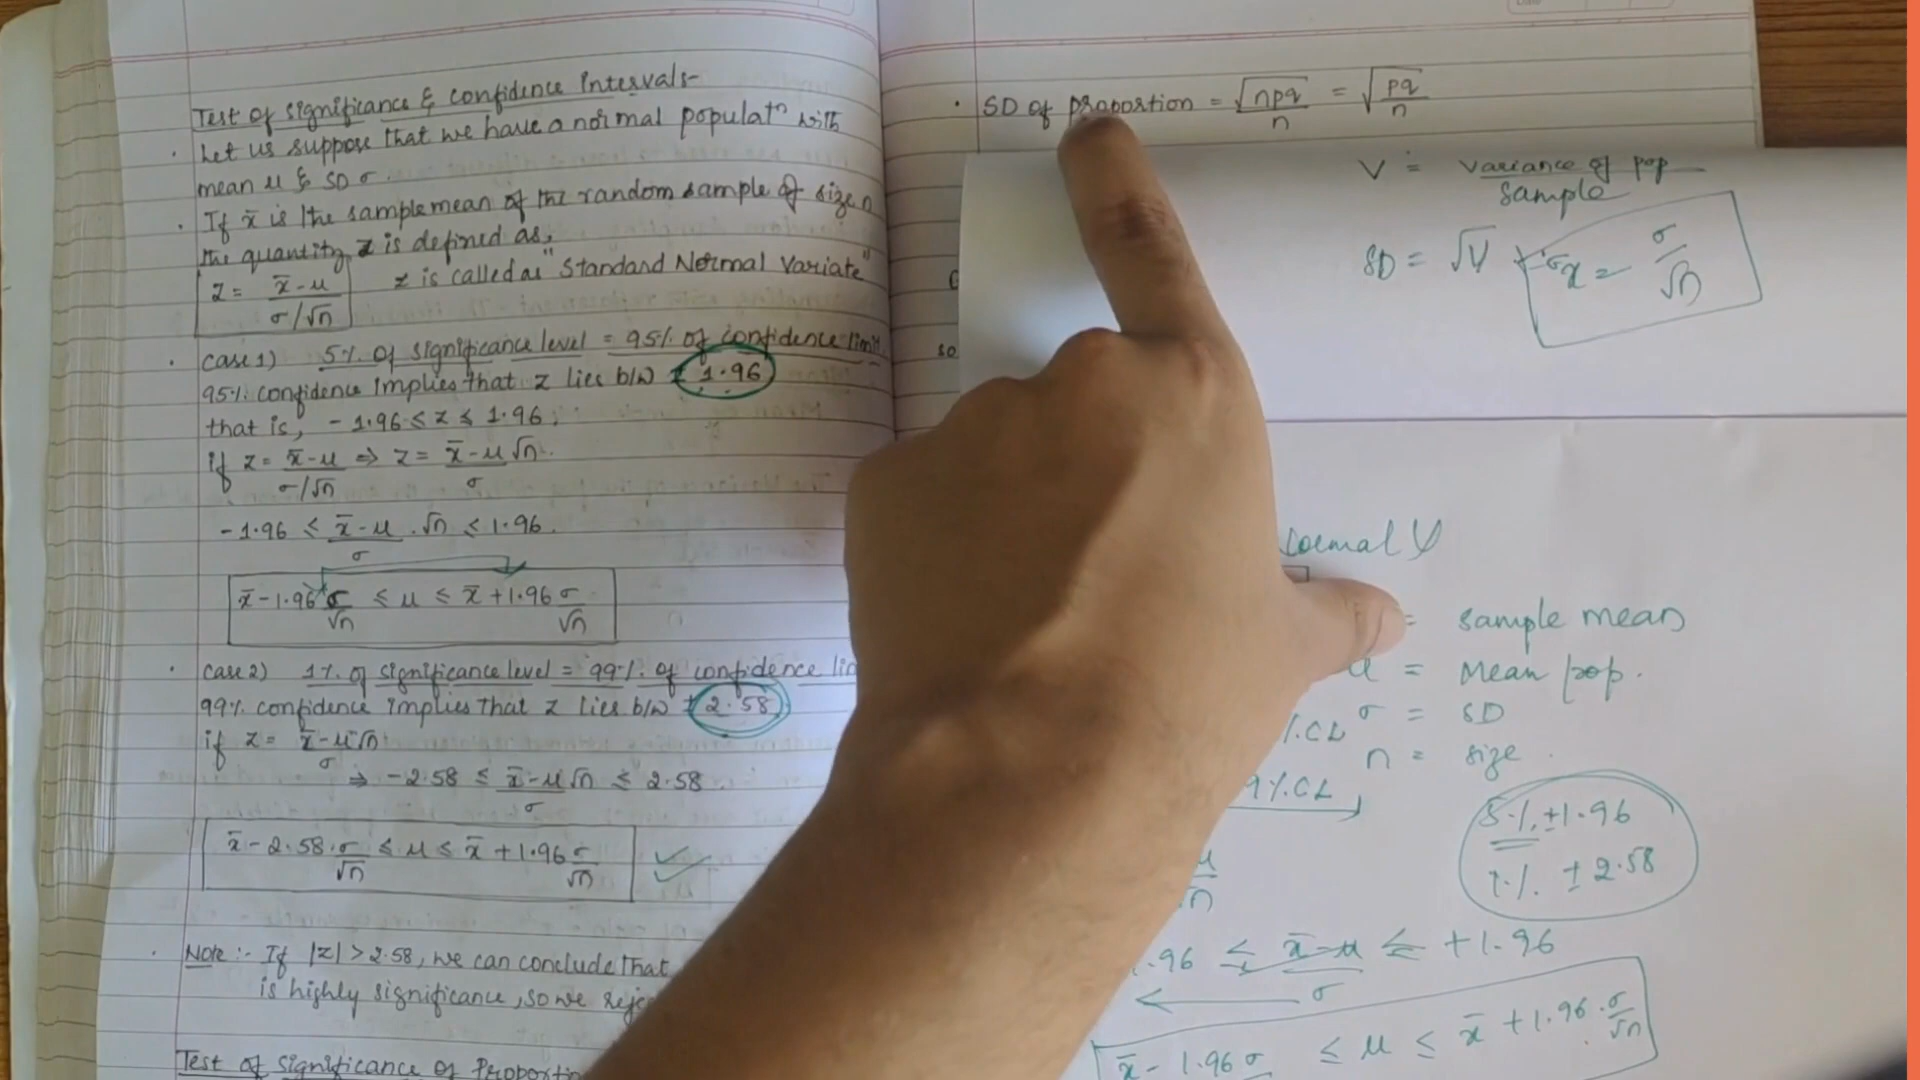 Test of significance & confidence Intervals-
. Let us suppose that we have a normal populatⁿ with
mean μ & SD σ.
. If x̄ is the sample mean of the random sample of size n
the quantity z is defined as,
z = x̄-μ / σ/√n   z is called as "Standard Normal Variate"
. case 1) 5% of significance level = 95% of confidence limit
95% confidence implies that z lies b/w ± 1.96
that is, -1.96 ≤ z ≤ 1.96,
if z = x̄-μ / σ/√n ⇒ z = x̄-μ √n / σ
-1.96 ≤ x̄-μ / σ . √n ≤ 1.96.
x̄-1.96 σ/√n ≤ μ ≤ x̄+1.96 σ/√n
. case 2) 1% of significance level = 99% of confidence
99% confidence implies that z lies b/w ± 2.58
if z = x̄-μ √n / σ
⇒ -2.58 ≤ x̄-μ √n / σ ≤ 2.58.
x̄-2.58.σ/√n ≤ μ ≤ x̄+1.96 σ/√n
. Note :- If |z| > 2.58, we can conclude that
is highly significance, so we
Test of significance of
. SD of proportion = √npq / n = √pq/n
so
V = variance of pop / sample
SD = √V σx = σ/√n
= sample mean
μ = Mean pop.
σ = SD
n = size
%.CL
9%.CL
5% ±1.96
1% ±2.58
μ
n
.96 ≤ x̄-μ / σ ≤ +1.96
x̄-1.96σ ≤ μ ≤ x̄+1.96.σ/√n